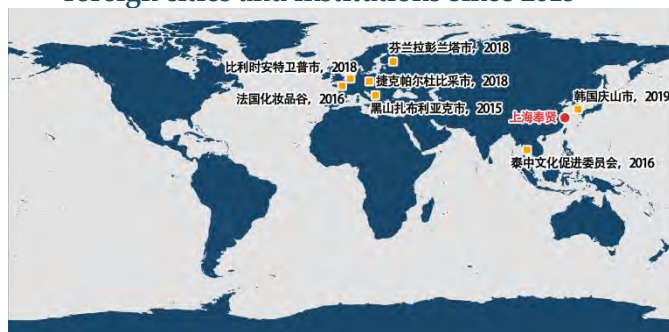 foreign cities and institutions since 2015
芬兰拉彭兰塔市，2018
比利时安特卫普市，2018
捷克帕尔杜比采市，2018
法国化妆品谷，2016
黑山扎布利亚克市，2015
韩国庆山市，2019
上海奉贤
泰中文化促进委员会，2016